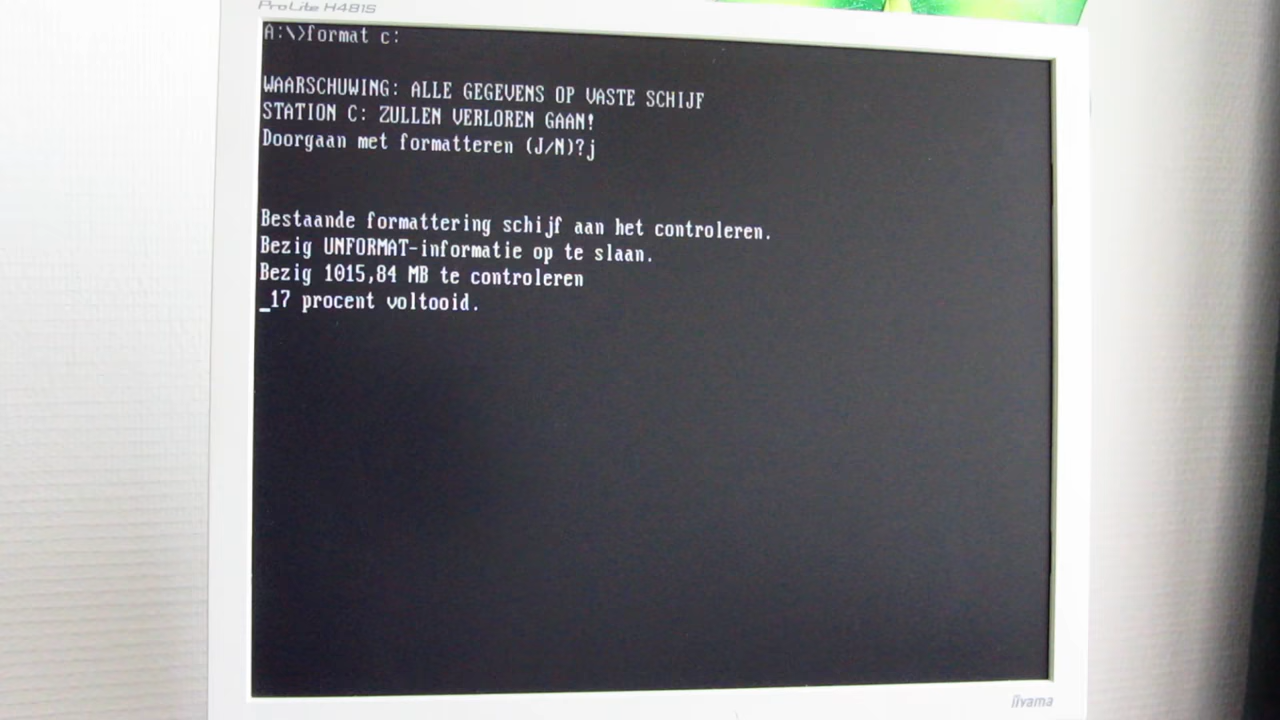 ProLite H481S
A:\>format c:
WAARSCHUWING: ALLE GEGEVENS OP VASTE SCHIJF
STATION C: ZULLEN VERLOREN GAAN!
Doorgaan met formatteren (J/N)?j
Bestaande formattering schijf aan het controleren.
Bezig UNFORMAT-informatie op te slaan.
Bezig 1015,84 MB te controleren
_17 procent voltooid.
iiyama